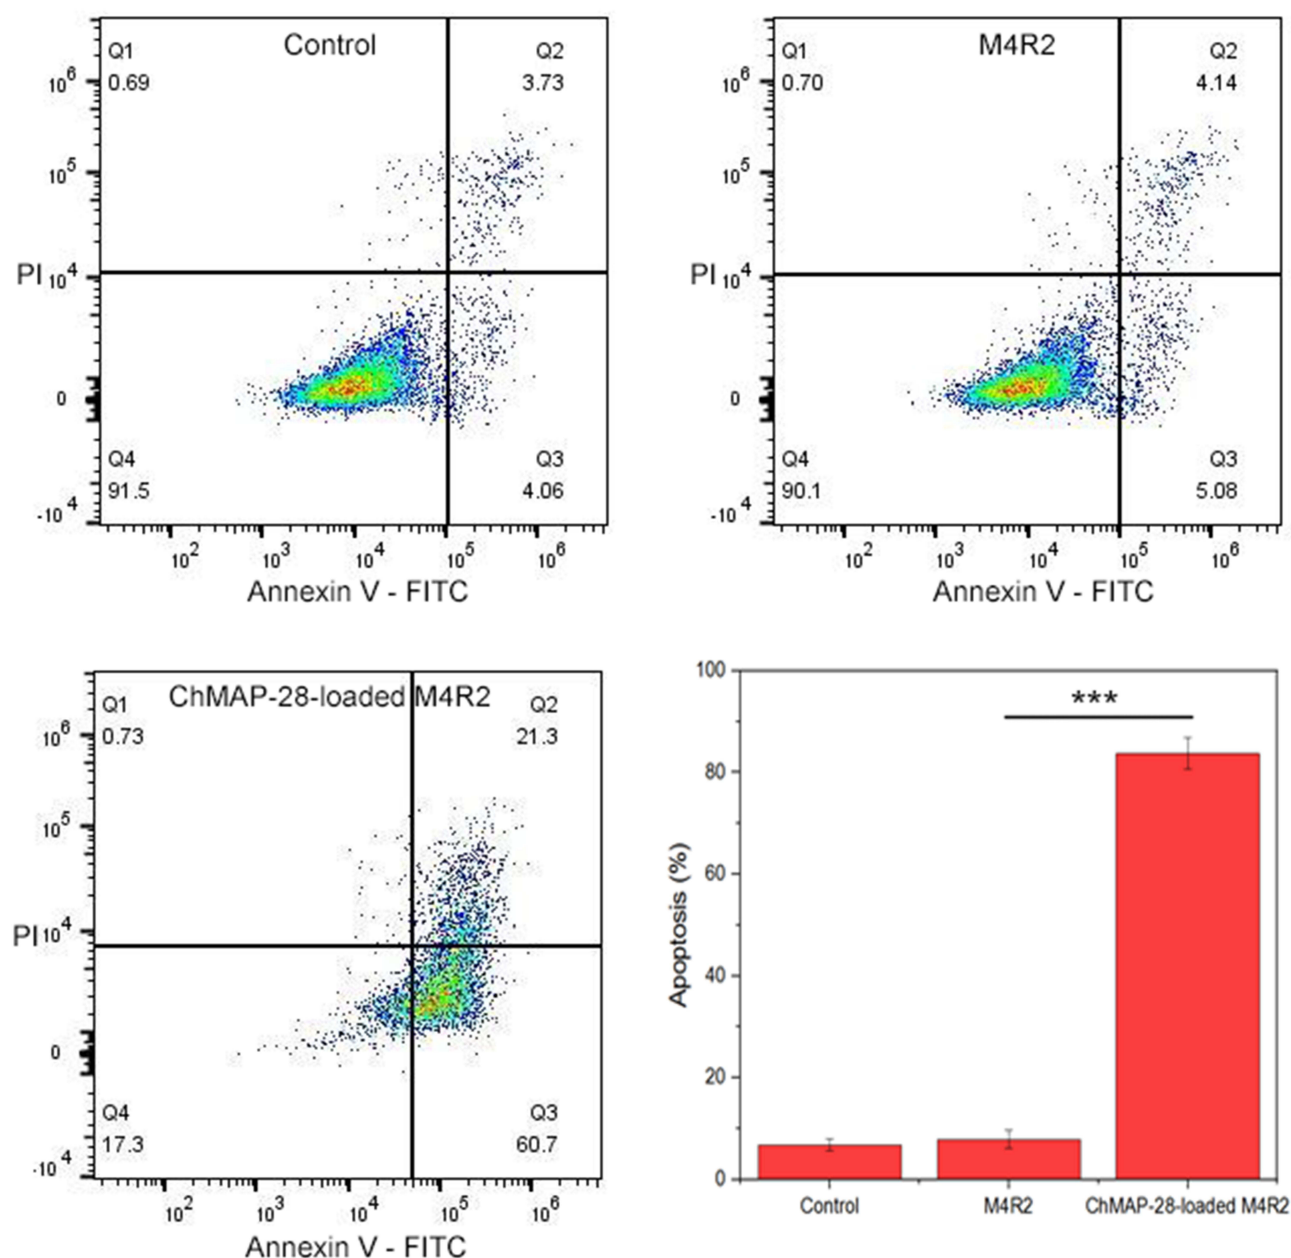 Control
Q1
0.69
Q2
3.73
10^6
10^5
PI
10^4
0
-10^4
Q4
91.5
Q3
4.06
10^2 10^3 10^4 10^5 10^6
Annexin V - FITC
M4R2
Q1
0.70
Q2
4.14
10^6
10^5
PI
10^4
0
-10^4
Q4
90.1
Q3
5.08
10^2 10^3 10^4 10^5 10^6
Annexin V - FITC
ChMAP-28-loaded M4R2
Q1
0.73
Q2
21.3
10^6
10^5
PI
10^4
0
-10^4
Q4
17.3
Q3
60.7
10^2 10^3 10^4 10^5 10^6
Annexin V - FITC
100
80
60
40
20
0
Apoptosis (%)
***
Control M4R2 ChMAP-28-loaded M4R2